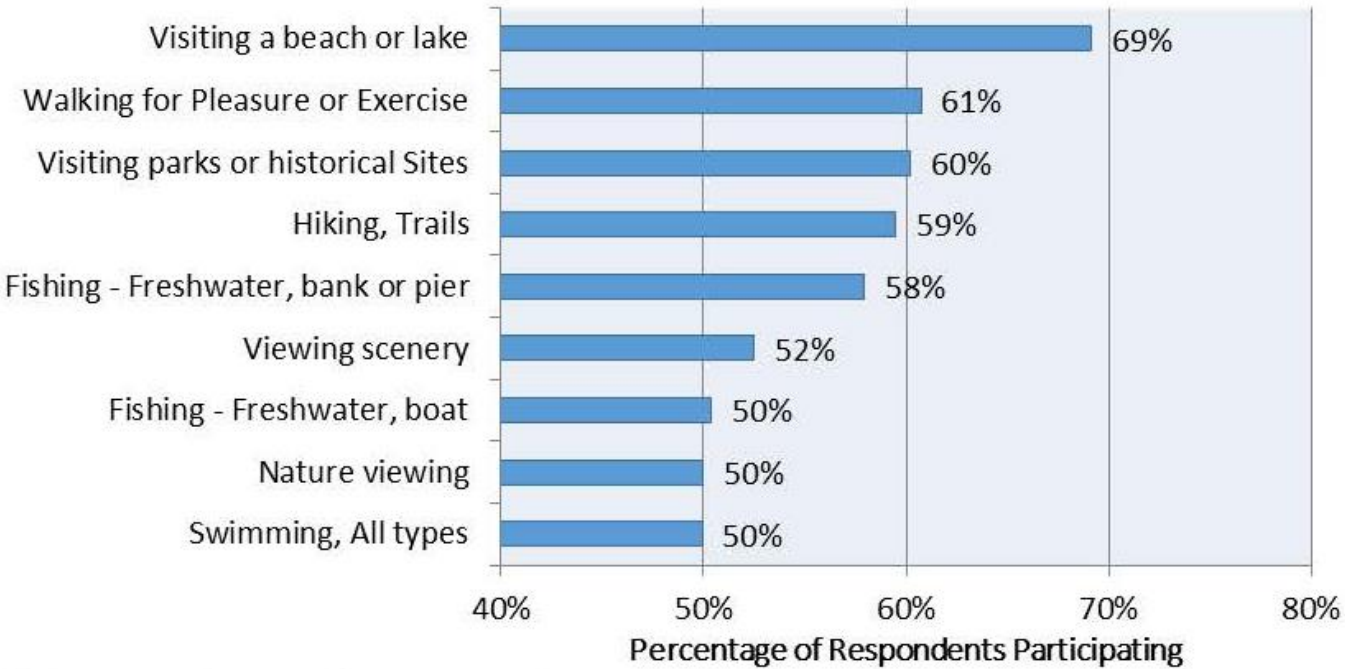 Visiting a beach or lake 69%
Walking for Pleasure or Exercise 61%
Visiting parks or historical Sites 60%
Hiking, Trails 59%
Fishing - Freshwater, bank or pier 58%
Viewing scenery 52%
Fishing - Freshwater, boat 50%
Nature viewing 50%
Swimming, All types 50%
40% 50% 60% 70% 80%
Percentage of Respondents Participating